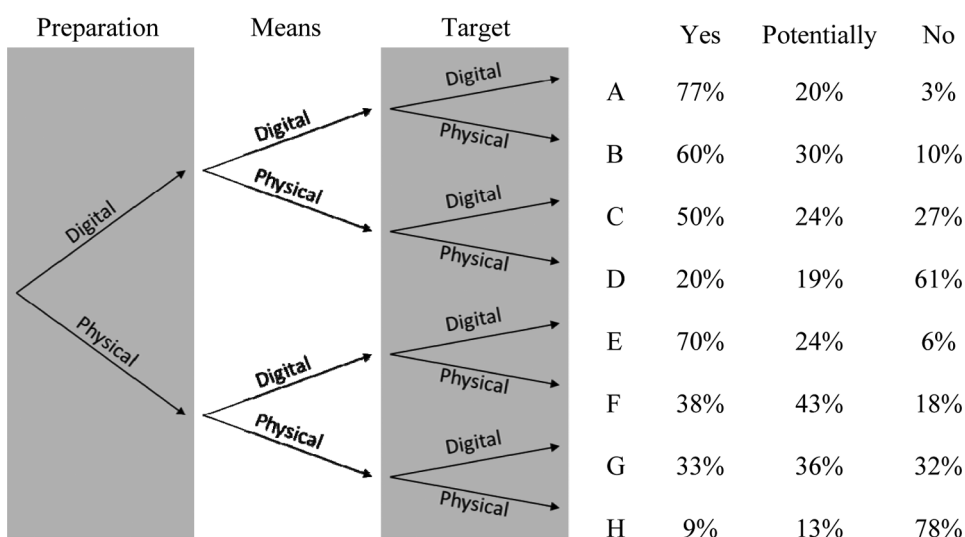 Preparation Means Target Yes Potentially No
Digital
A 77% 20% 3%
Digital
Physical
B 60% 30% 10%
Physical
Digital
C 50% 24% 27%
Digital
Physical
D 20% 19% 61%
Physical
Digital
E 70% 24% 6%
Digital
Physical
F 38% 43% 18%
Physical
Digital
G 33% 36% 32%
Physical
H 9% 13% 78%